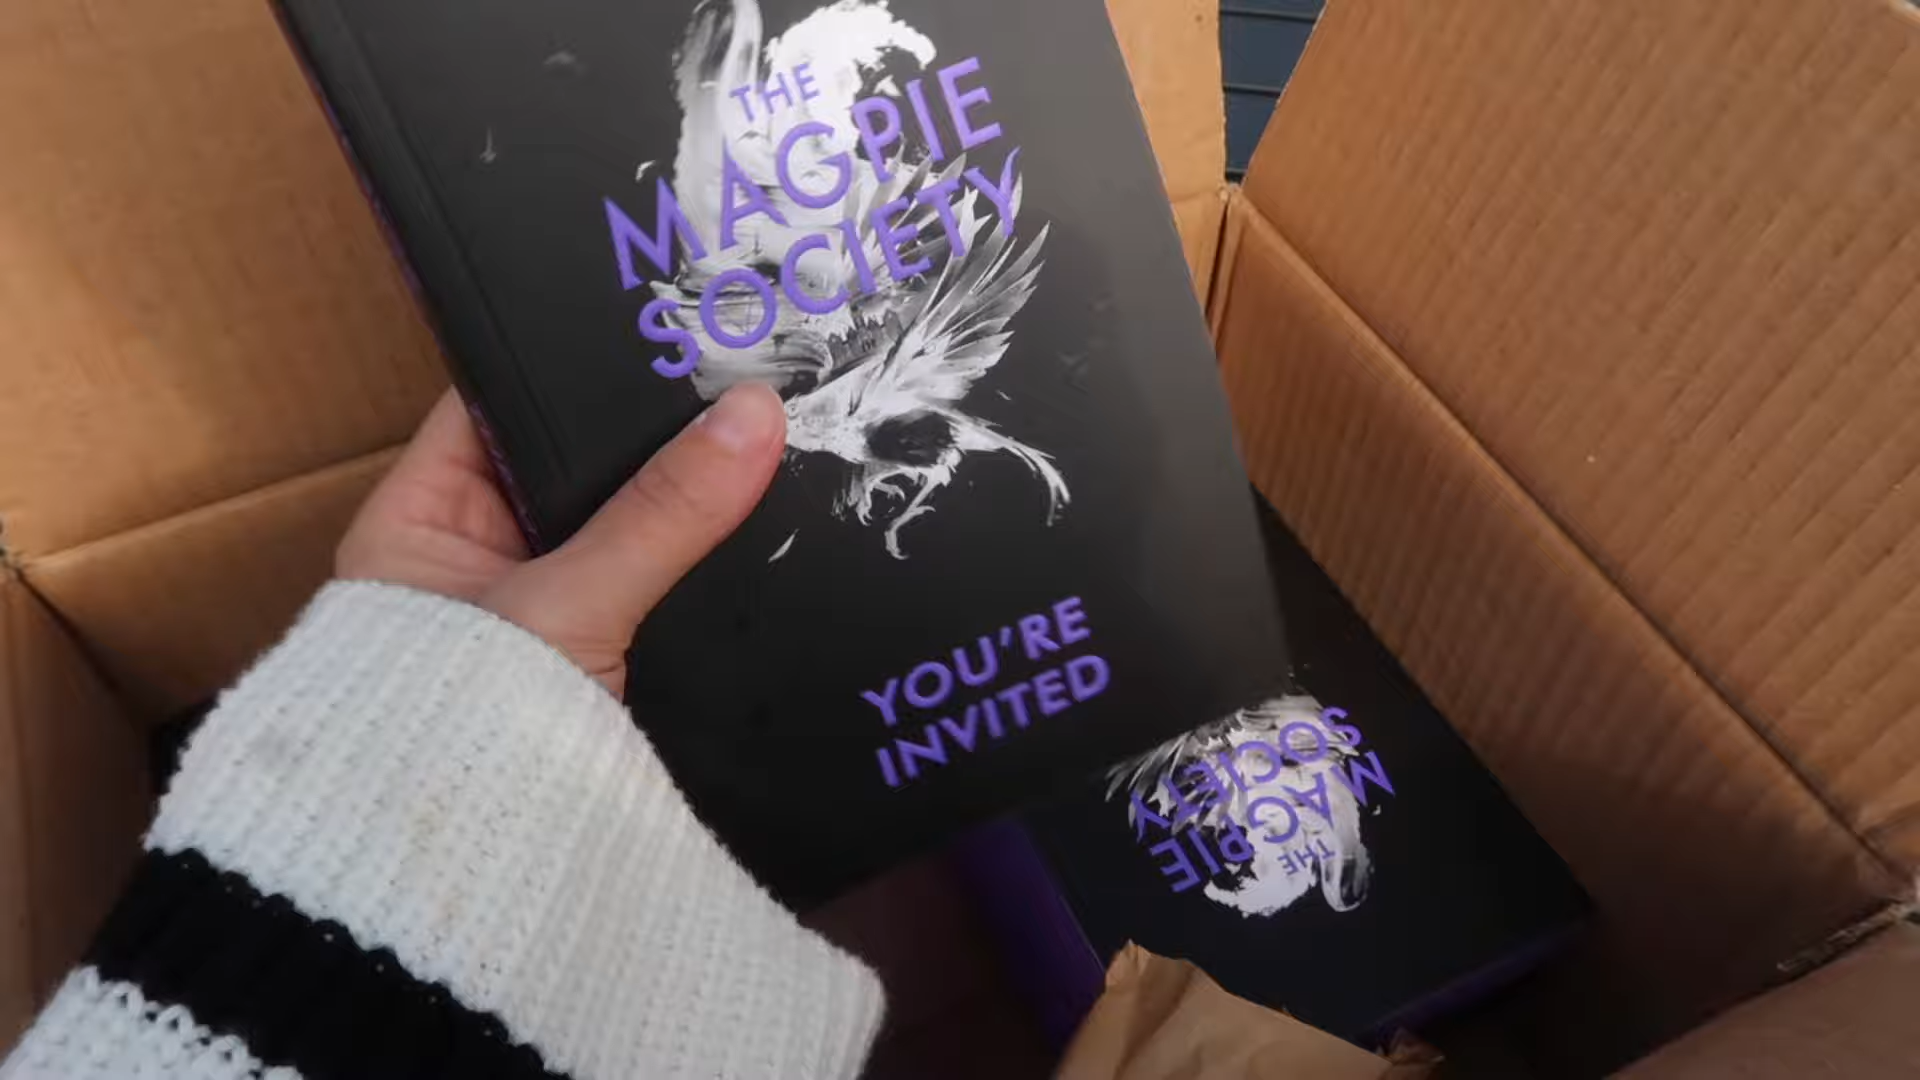 THE
MAGPIE
SOCIETY
YOU'RE
INVITED
THE
MAGPIE
SOCIETY